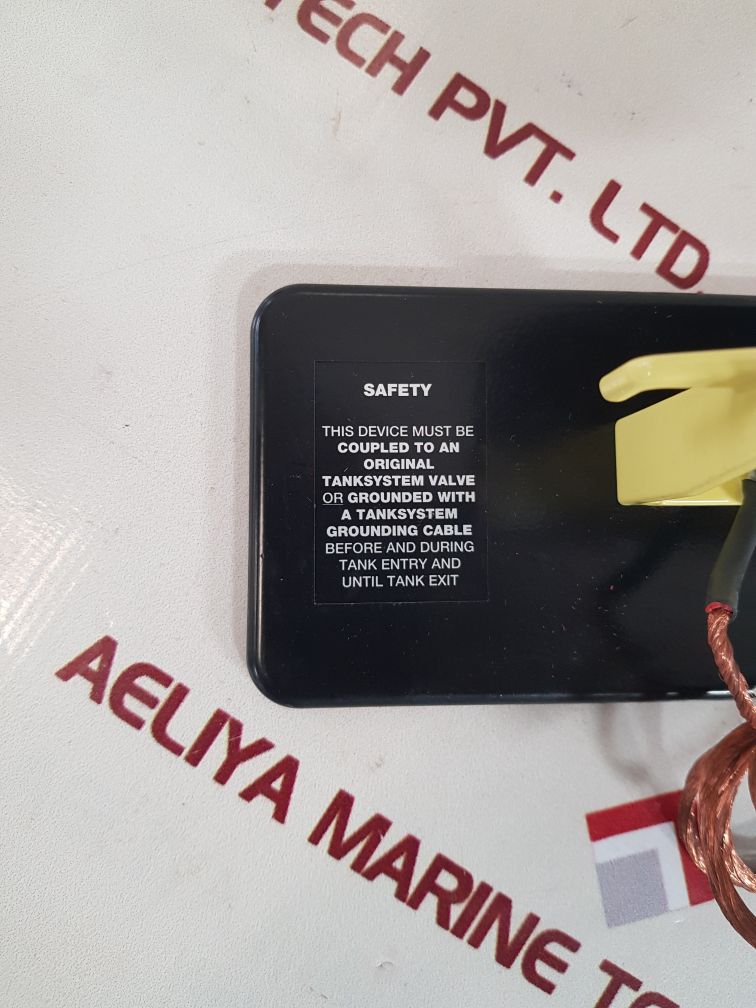 TECH PVT. LTD.
SAFETY
THIS DEVICE MUST BE
COUPLED TO AN
ORIGINAL
TANKSYSTEM VALVE
OR GROUNDED WITH
A TANKSYSTEM
GROUNDING CABLE
BEFORE AND DURING
TANK ENTRY AND
UNTIL TANK EXIT
AELIYA MARINE